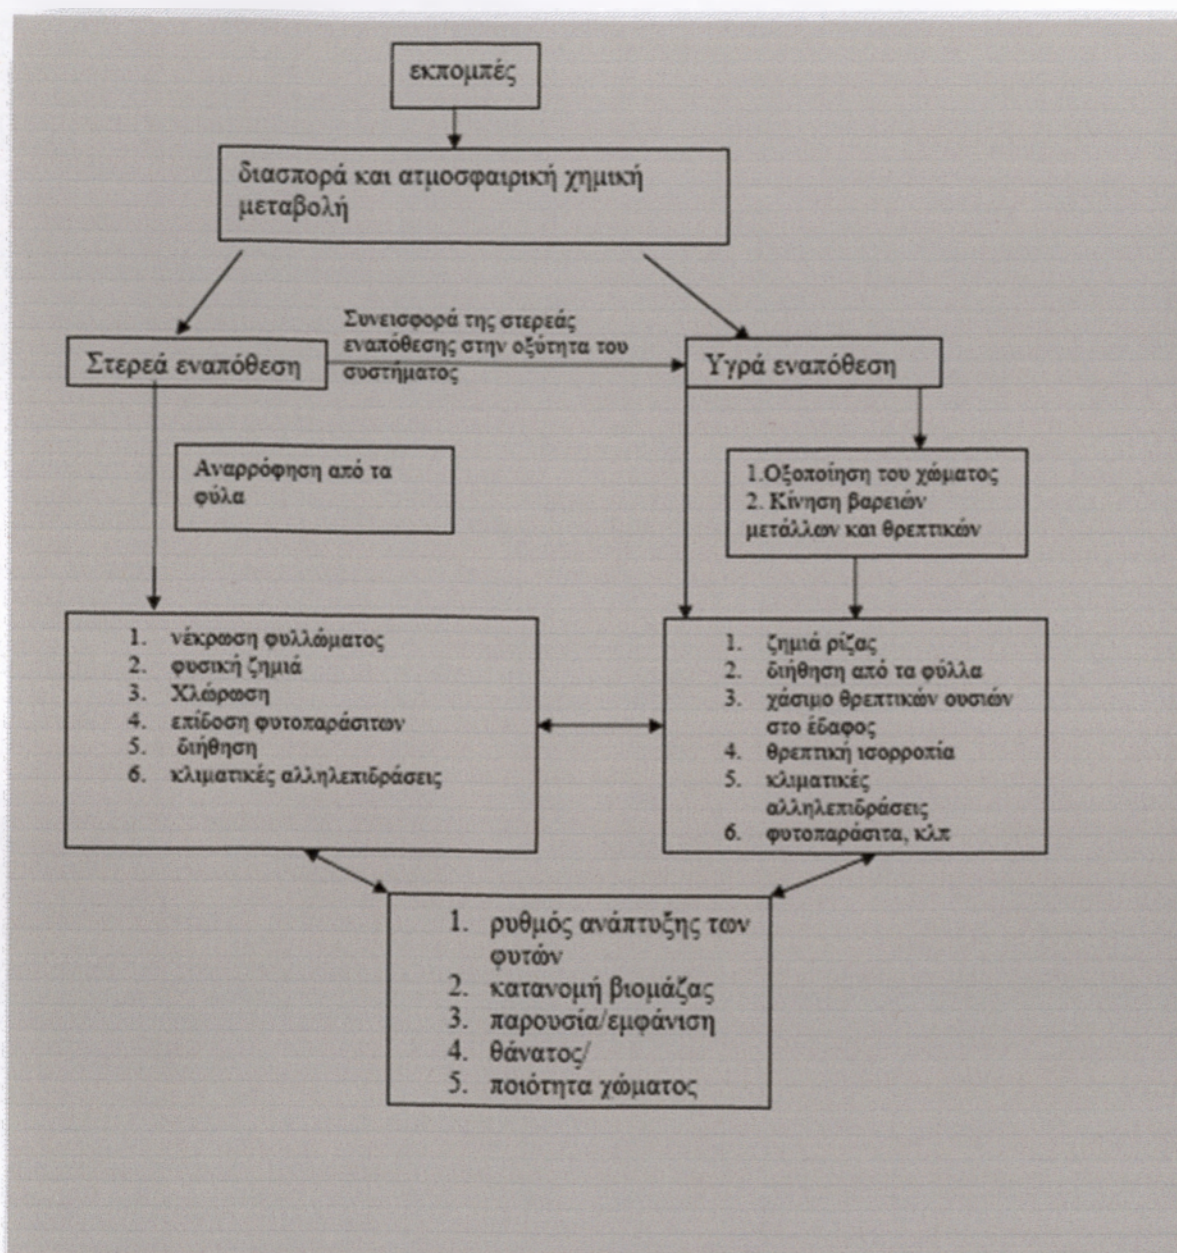 εκπομπές
διασπορά και ατμοσφαιρική χημική
μεταβολή
Συνεισφορά της στερεάς
εναπόθεσης στην οξύτητα του
συστήματος
Στερεά εναπόθεση
Υγρά εναπόθεση
Αναρρόφηση από τα
φύλα
1.Οξοποίηση του χώματος
2. Κίνηση βαρειών
μετάλλων και θρεπτικών
1. νέκρωση φυλλώματος
2. φυσική ζημιά
3. Χλώρωση
4. επίδοση φυτοπαράσιτων
5. διήθηση
6. κλιματικές αλληλεπιδράσεις
1. ζημιά ρίζας
2. διήθηση από τα φύλλα
3. χάσιμο θρεπτικών ουσιών
στο έδαφος
4. θρεπτική ισορροπία
5. κλιματικές
αλληλεπιδράσεις
6. φυτοπαράσιτα, κλπ
1. ρυθμός ανάπτυξης των
φυτών
2. κατανομή βιομάζας
3. παρουσία/εμφάνιση
4. θάνατος/
5. ποιότητα χώματος